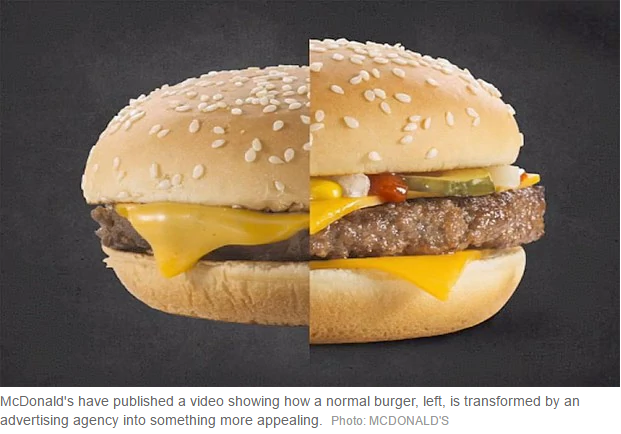 McDonald's have published a video showing how a normal burger, left, is transformed by an
advertising agency into something more appealing. Photo: MCDONALD'S